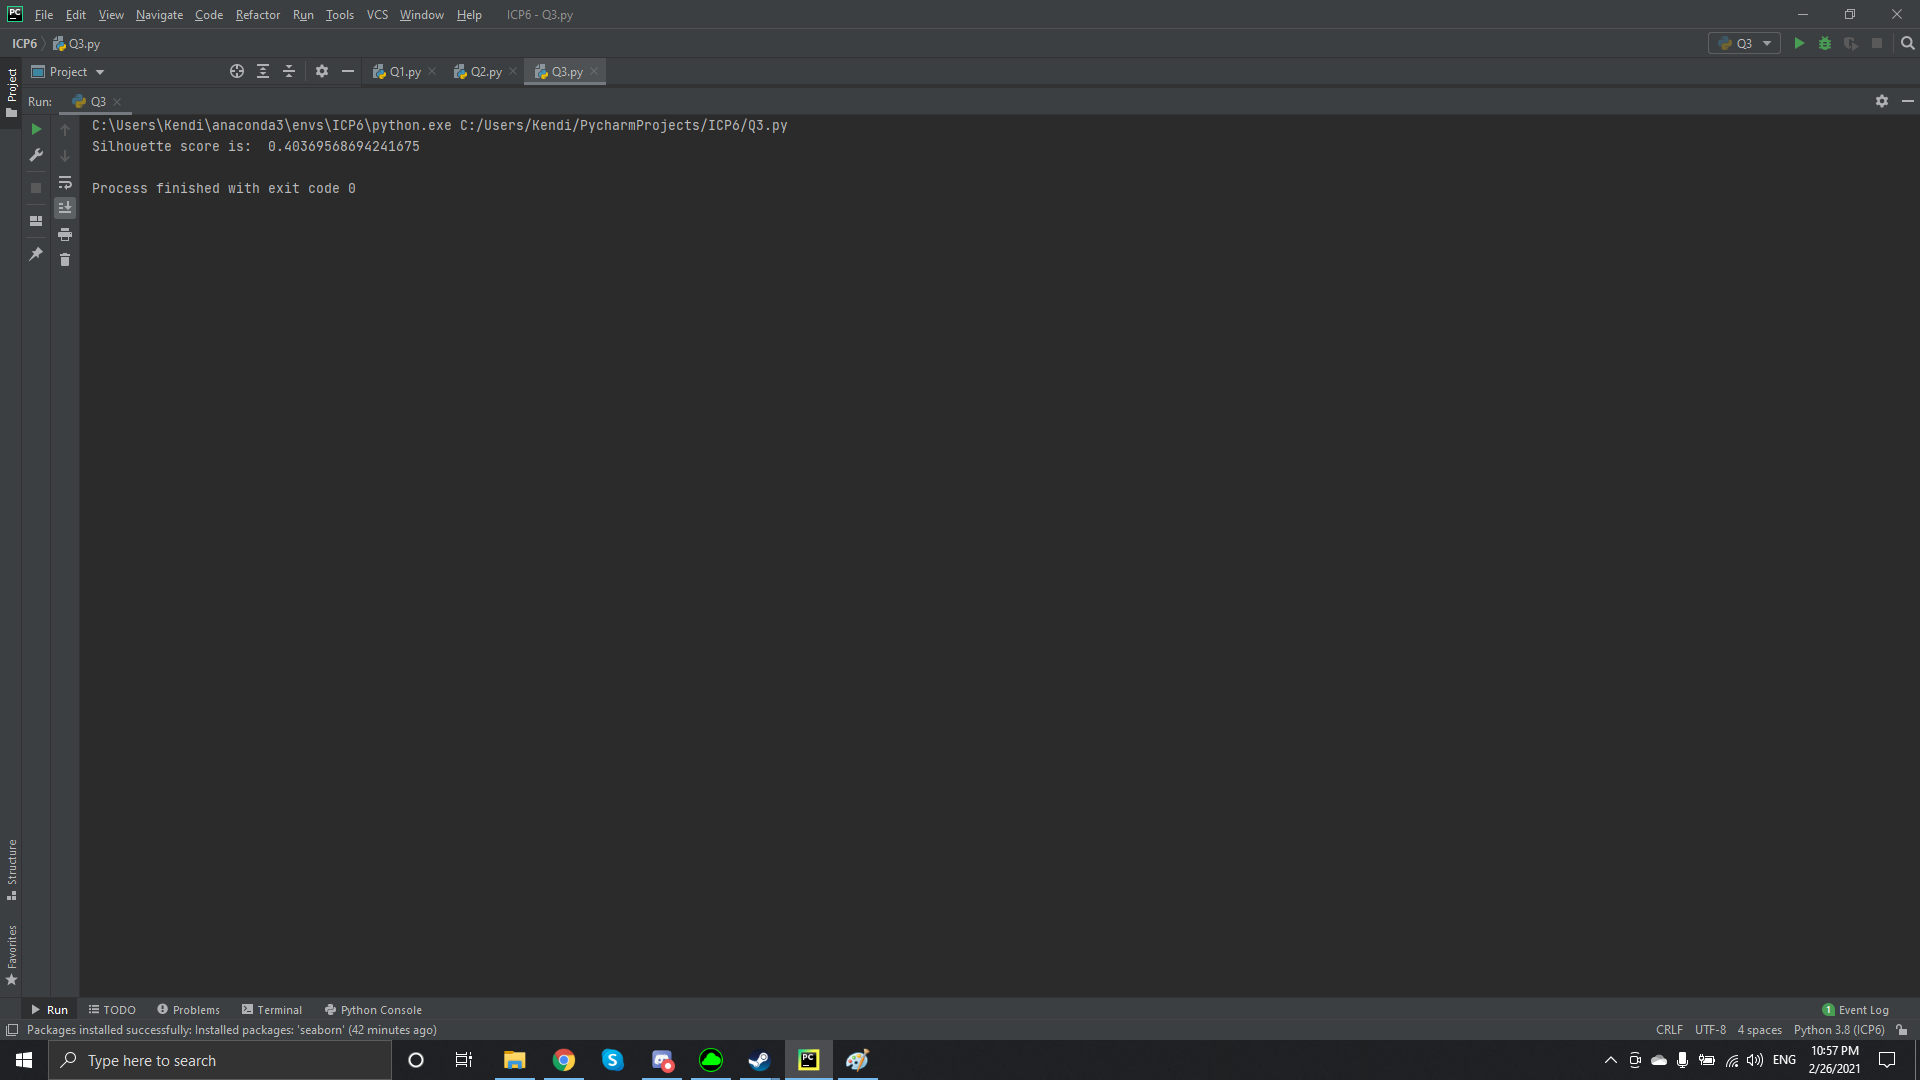 File Edit View Navigate Code Refactor Run Tools VCS Window Help ICP6 - Q3.py
ICP6 Q3.py
Q3
Project
Project
Q1.py
Q2.py
Q3.py
Run: Q3
C:\Users\Kendi\anaconda3\envs\ICP6\python.exe C:/Users/Kendi/PycharmProjects/ICP6/Q3.py
Silhouette score is:  0.40369568694241675
Process finished with exit code 0
Structure
Favorites
Run TODO Problems Terminal Python Console
1 Event Log
Packages installed successfully: Installed packages: 'seaborn' (42 minutes ago)
CRLF UTF-8 4 spaces Python 3.8 (ICP6)
Type here to search
ENG
10:57 PM
2/26/2021